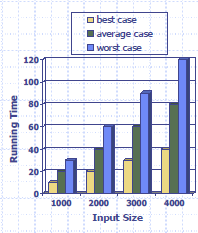 best case
average case
worst case
Running Time
120
100
80
60
40
20
0
1000 2000 3000 4000
Input Size